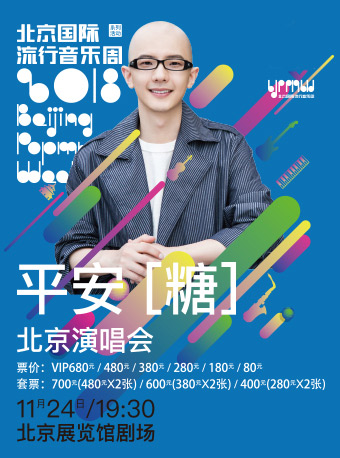 北京国际 系列活动
流行音乐周
2018
Beijing
Popmusic
Week
平安［糖］
北京演唱会
票价：VIP680元 / 480元 / 380元 / 280元 / 180元 / 80元
套票：700元(480元X2张) / 600元(380元X2张) / 400元(280元X2张)
11月24日/19:30
北京展览馆剧场